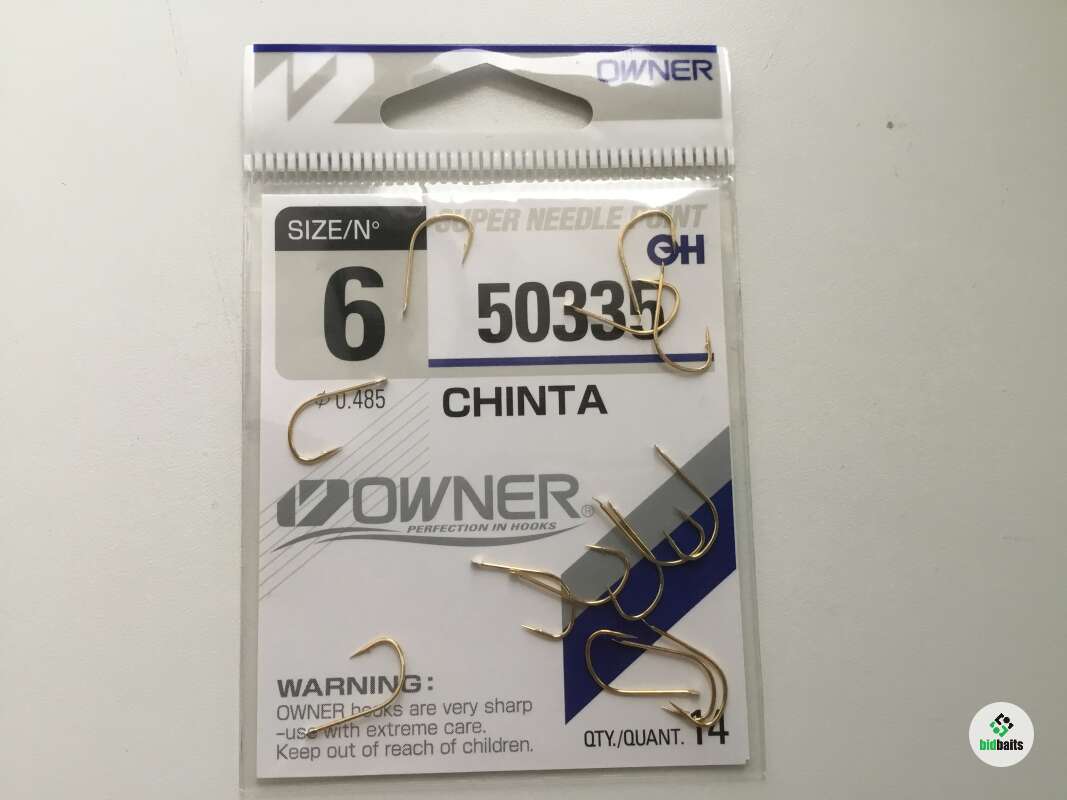 OWNER
SIZE/N°
6
SUPER NEEDLE POINT
GH
50335
φ 0.485
CHINTA
OWNER®
PERFECTION IN HOOKS
WARNING:
OWNER hooks are very sharp
–use with extreme care.
Keep out of reach of children.
QTY./QUANT. 14
bidbaits